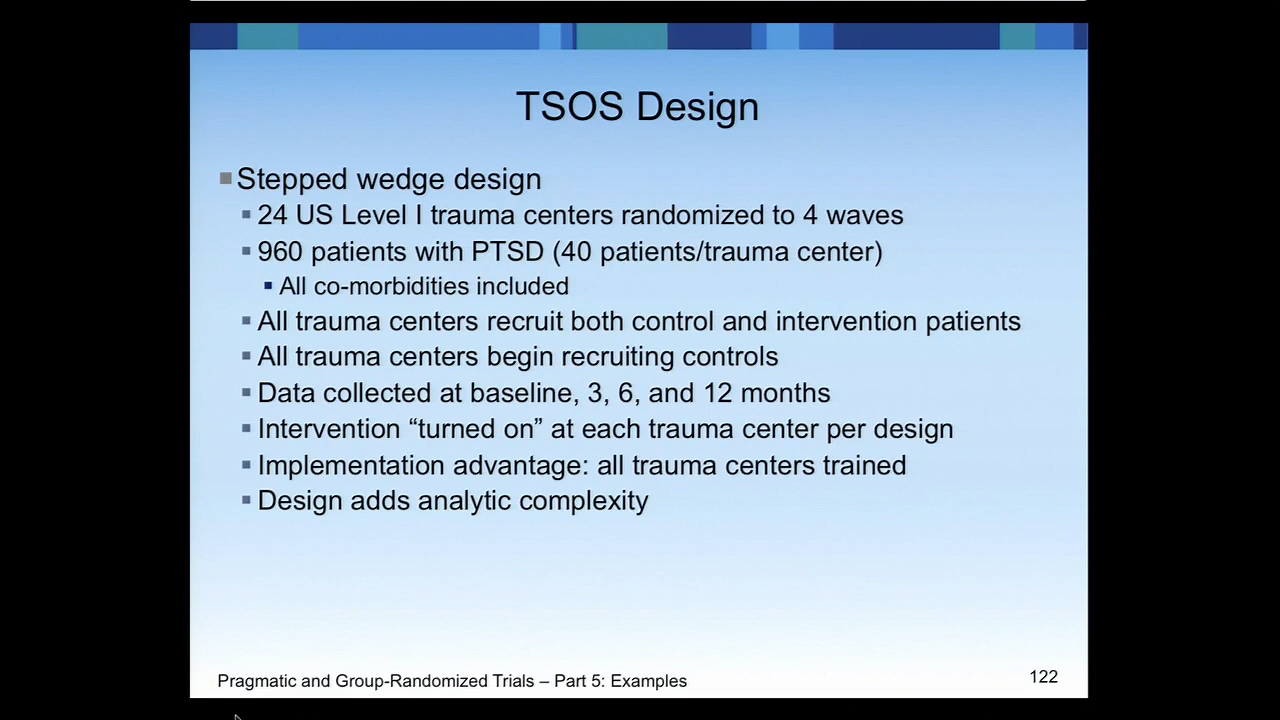 TSOS Design
Stepped wedge design
24 US Level I trauma centers randomized to 4 waves
960 patients with PTSD (40 patients/trauma center)
All co-morbidities included
All trauma centers recruit both control and intervention patients
All trauma centers begin recruiting controls
Data collected at baseline, 3, 6, and 12 months
Intervention “turned on” at each trauma center per design
Implementation advantage: all trauma centers trained
Design adds analytic complexity
Pragmatic and Group-Randomized Trials – Part 5: Examples
122